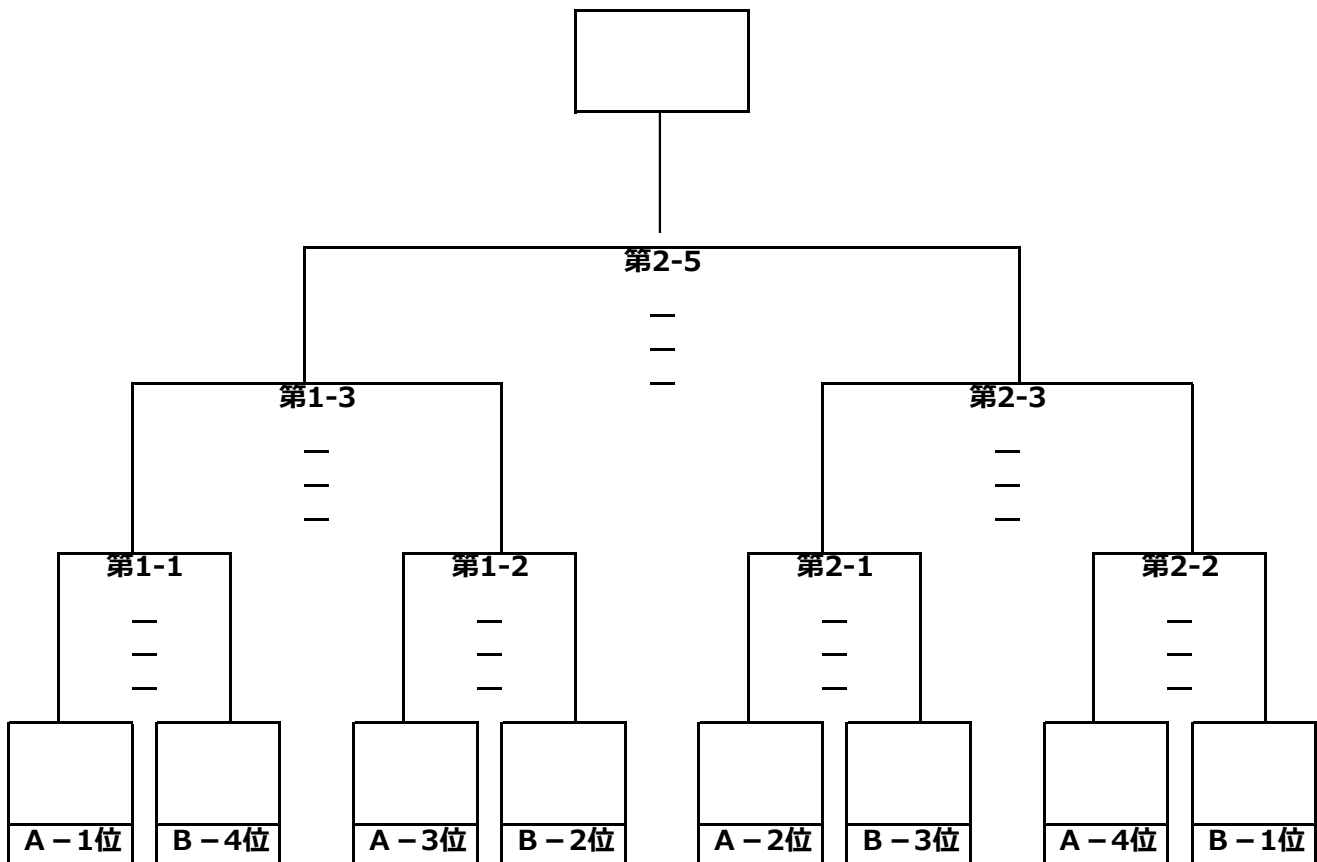 第2-5
—
—
—
第1-3 第2-3
— —
— —
— —
第1-1 第1-2 第2-1 第2-2
— — — —
— — — —
— — — —
A－1位 B－4位 A－3位 B－2位 A－2位 B－3位 A－4位 B－1位